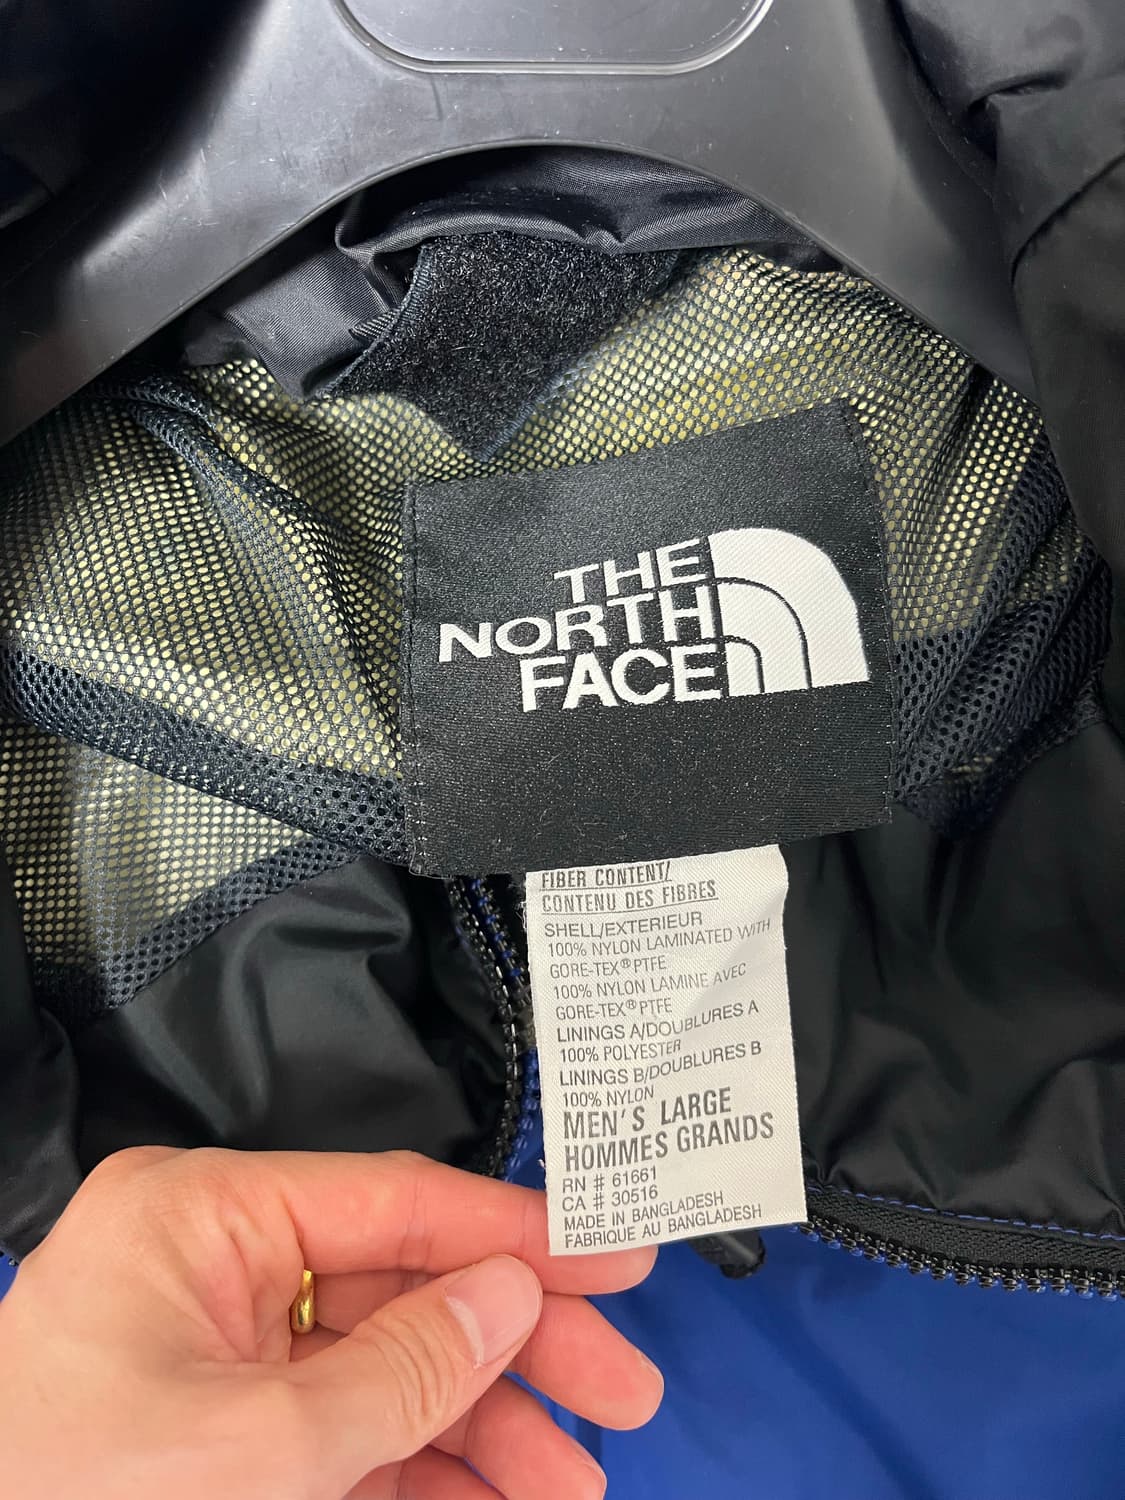 THE
NORTH
FACE
FIBER CONTENT/
CONTENU DES FIBRES
SHELL/EXTERIEUR
100% NYLON LAMINATED WITH
GORE-TEX® PTFE
100% NYLON LAMINE AVEC
GORE-TEX® PTFE
LININGS A/DOUBLURES A
100% POLYESTER
LININGS B/DOUBLURES B
100% NYLON
MEN'S LARGE
HOMMES GRANDS
RN # 61661
CA # 30516
MADE IN BANGLADESH
FABRIQUE AU BANGLADESH